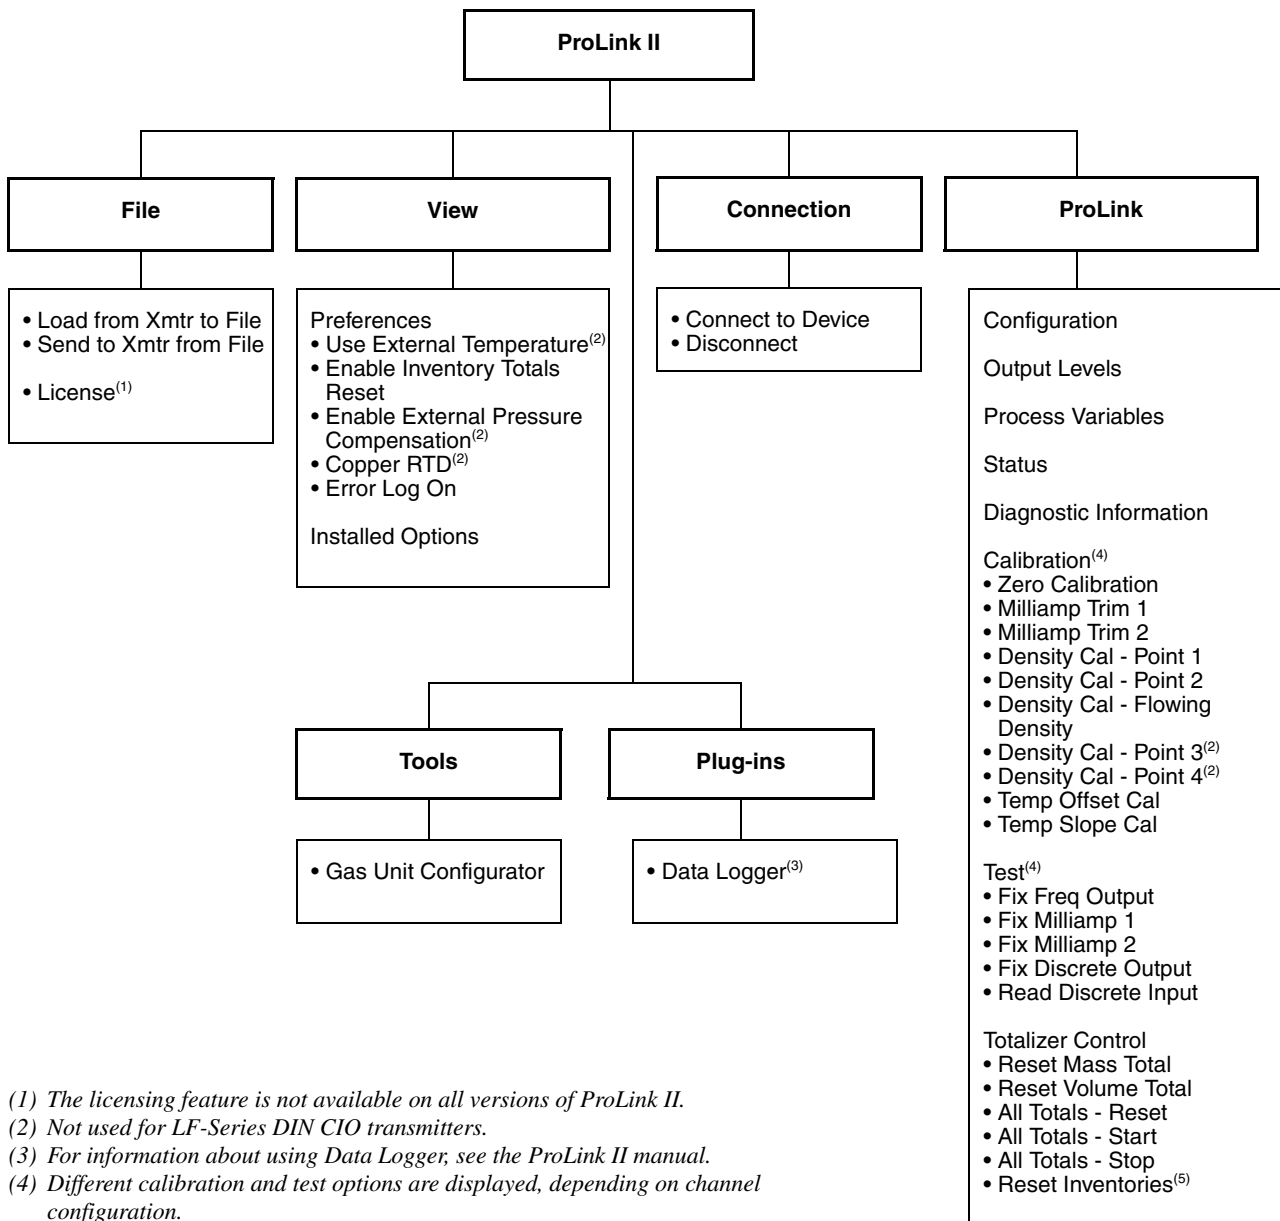 ProLink II
File
View
Connection
ProLink
• Load from Xmtr to File
• Send to Xmtr from File
• License(1)
Preferences
• Use External Temperature(2)
• Enable Inventory Totals
Reset
• Enable External Pressure
Compensation(2)
• Copper RTD(2)
• Error Log On
Installed Options
• Connect to Device
• Disconnect
Configuration
Output Levels
Process Variables
Status
Diagnostic Information
Calibration(4)
• Zero Calibration
• Milliamp Trim 1
• Milliamp Trim 2
• Density Cal - Point 1
• Density Cal - Point 2
• Density Cal - Flowing
Density
• Density Cal - Point 3(2)
• Density Cal - Point 4(2)
• Temp Offset Cal
• Temp Slope Cal
Test(4)
• Fix Freq Output
• Fix Milliamp 1
• Fix Milliamp 2
• Fix Discrete Output
• Read Discrete Input
Totalizer Control
• Reset Mass Total
• Reset Volume Total
• All Totals - Reset
• All Totals - Start
• All Totals - Stop
• Reset Inventories(5)
Tools
Plug-ins
• Gas Unit Configurator
• Data Logger(3)
(1) The licensing feature is not available on all versions of ProLink II.
(2) Not used for LF-Series DIN CIO transmitters.
(3) For information about using Data Logger, see the ProLink II manual.
(4) Different calibration and test options are displayed, depending on channel
configuration.